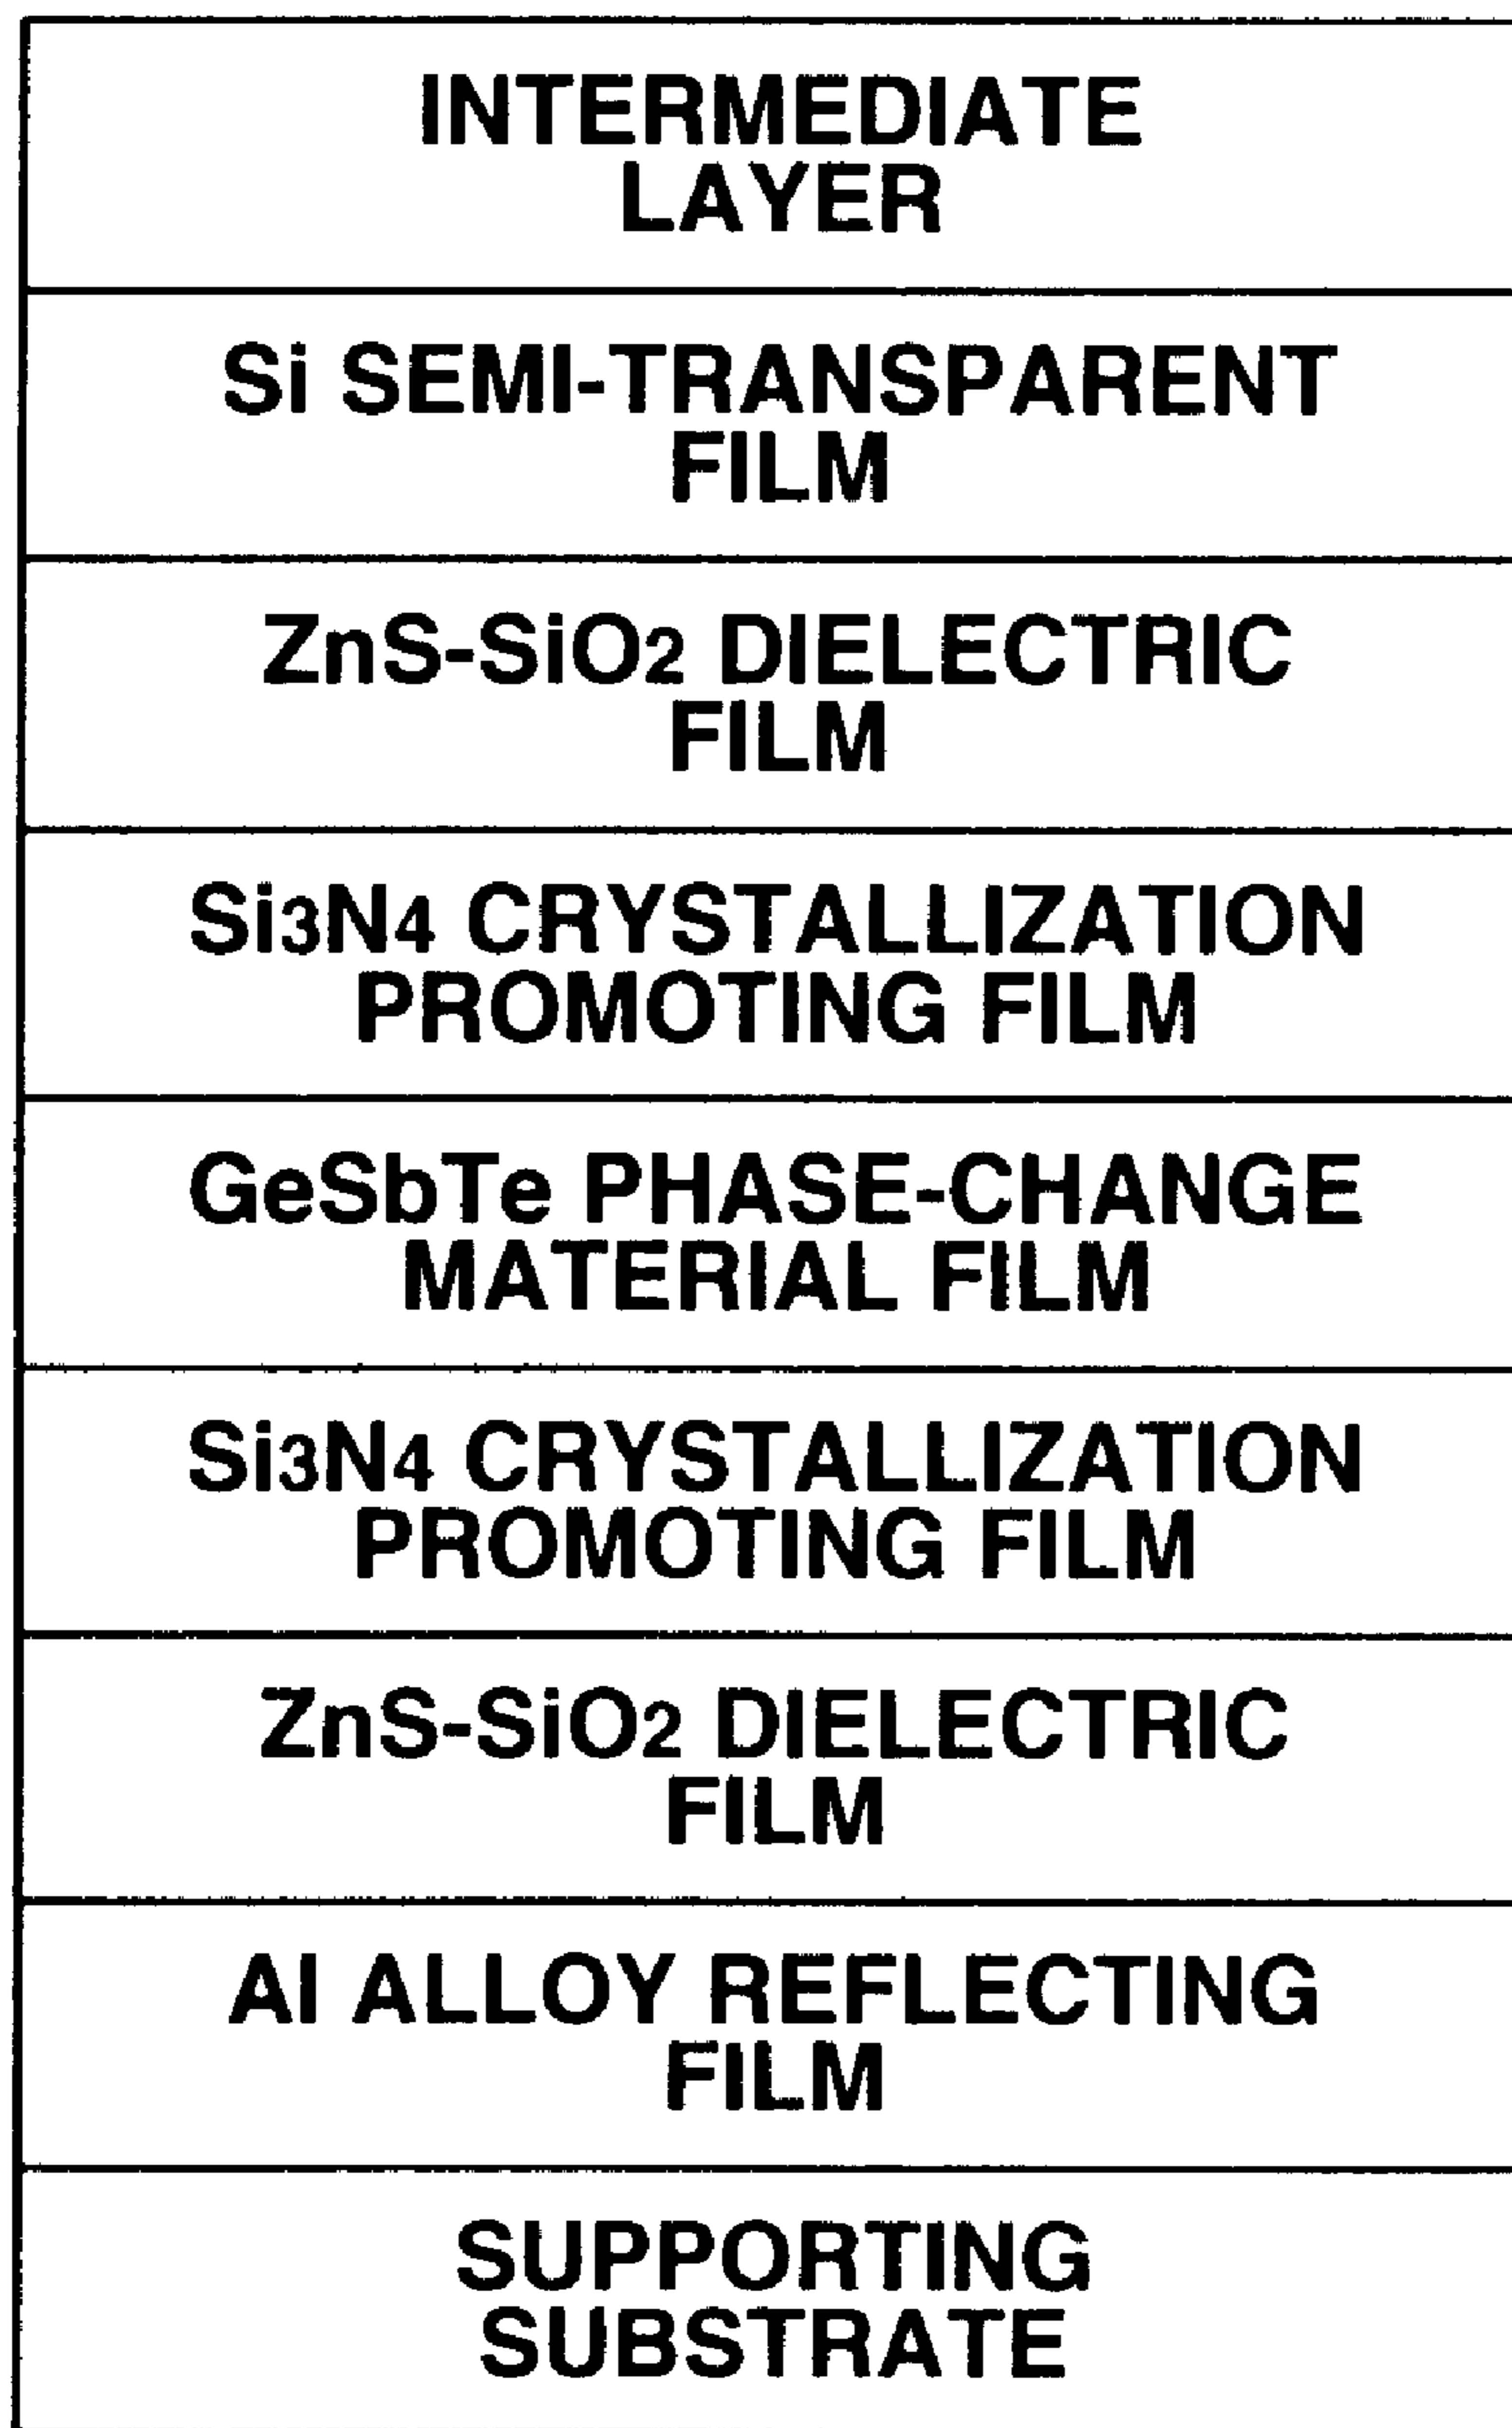 INTERMEDIATE
LAYER
Si SEMI-TRANSPARENT
FILM
ZnS-SiO2 DIELECTRIC
FILM
Si3N4 CRYSTALLIZATION
PROMOTING FILM
GeSbTe PHASE-CHANGE
MATERIAL FILM
Si3N4 CRYSTALLIZATION
PROMOTING FILM
ZnS-SiO2 DIELECTRIC
FILM
Al ALLOY REFLECTING
FILM
SUPPORTING
SUBSTRATE